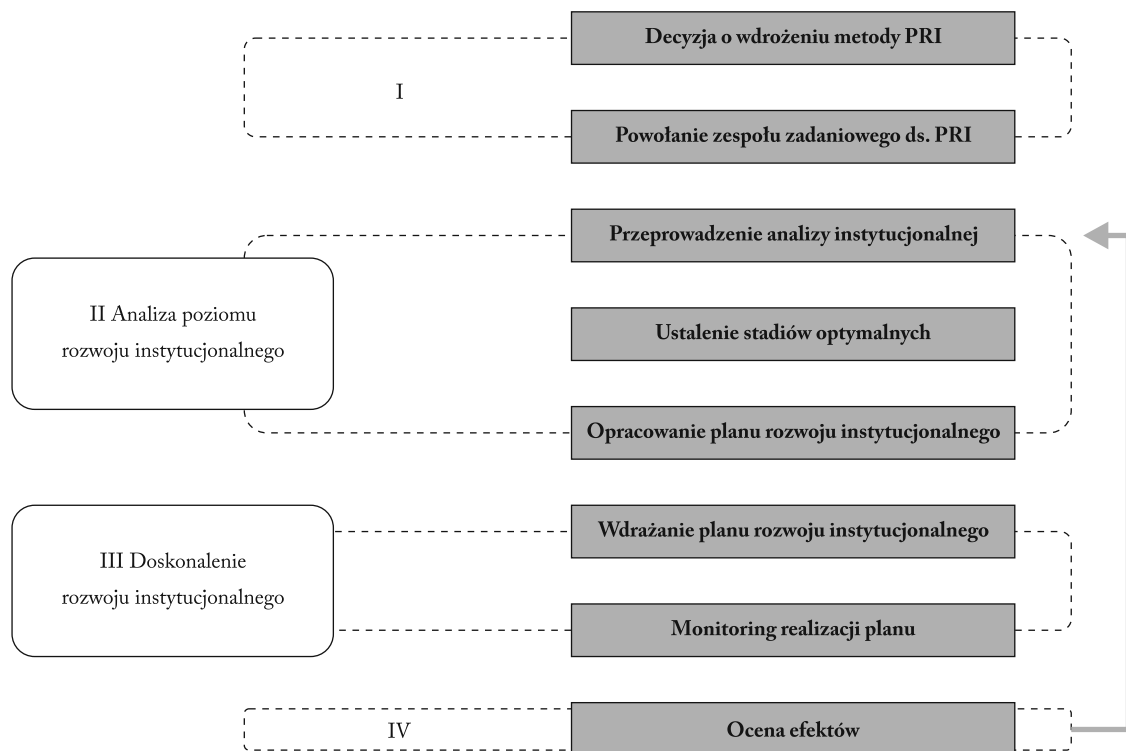 Decyzja o wdrożeniu metody PRI
I
Powołanie zespołu zadaniowego ds. PRI
Przeprowadzenie analizy instytucjonalnej
II Analiza poziomu
rozwoju instytucjonalnego
Ustalenie stadiów optymalnych
Opracowanie planu rozwoju instytucjonalnego
Wdrażanie planu rozwoju instytucjonalnego
III Doskonalenie
rozwoju instytucjonalnego
Monitoring realizacji planu
IV
Ocena efektów